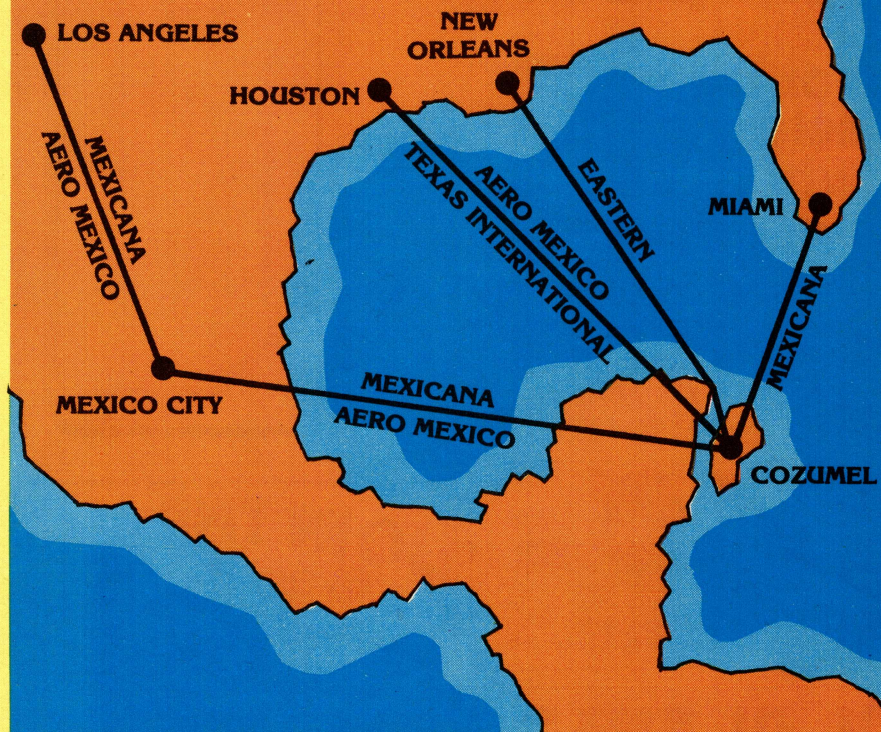 LOS ANGELES
NEW
ORLEANS
HOUSTON
MEXICANA
AERO MEXICO
AERO MEXICO
TEXAS INTERNATIONAL
EASTERN
MIAMI
MEXICANA
MEXICO CITY
MEXICANA
AERO MEXICO
COZUMEL